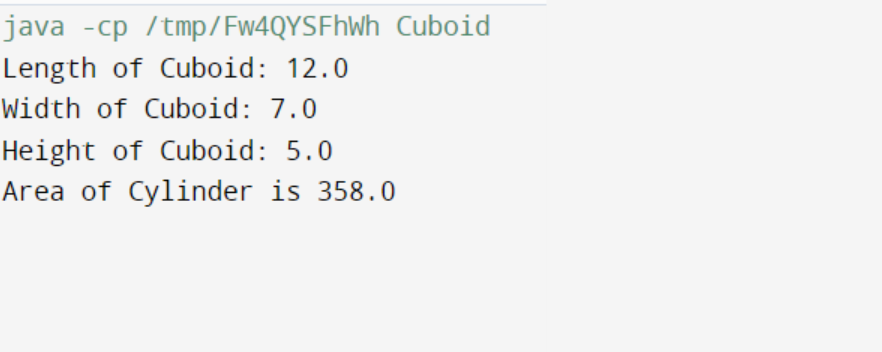 java -cp /tmp/Fw4QYSFhWh Cuboid
Length of Cuboid: 12.0
Width of Cuboid: 7.0
Height of Cuboid: 5.0
Area of Cylinder is 358.0